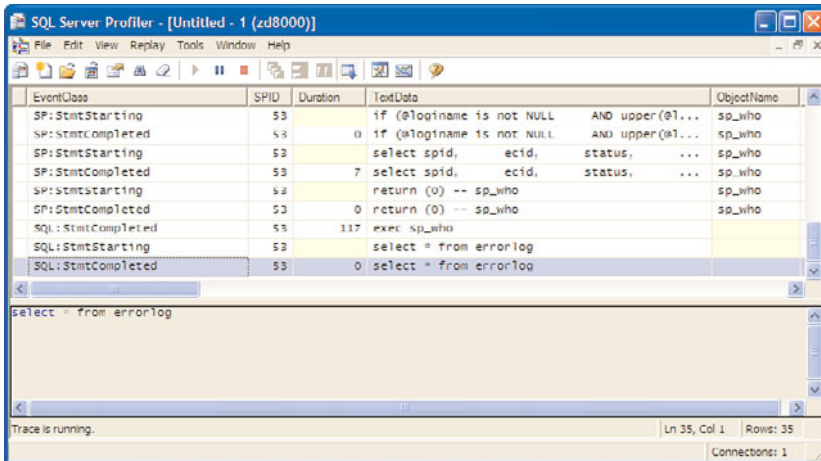 SQL Server Profiler - [Untitled - 1 (zd8000)]
File Edit View Replay Tools Window Help
EventClass SPID Duration TextData ObjectName
SP:StmtStarting 53 if (@loginame is not NULL AND upper(@l... sp_who
SP:StmtCompleted 53 0 if (@loginame is not NULL AND upper(@l... sp_who
SP:StmtStarting 53 select spid, ecid, status, ... sp_who
SP:StmtCompleted 53 7 select spid, ecid, status, ... sp_who
SP:StmtStarting 53 return (0) -- sp_who sp_who
SP:StmtCompleted 53 0 return (0) -- sp_who sp_who
SQL:StmtCompleted 53 117 exec sp_who
SQL:StmtStarting 53 select * from errorlog
SQL:StmtCompleted 53 0 select * from errorlog
select * from errorlog
Trace is running. Ln 35, Col 1 Rows: 35
Connections: 1